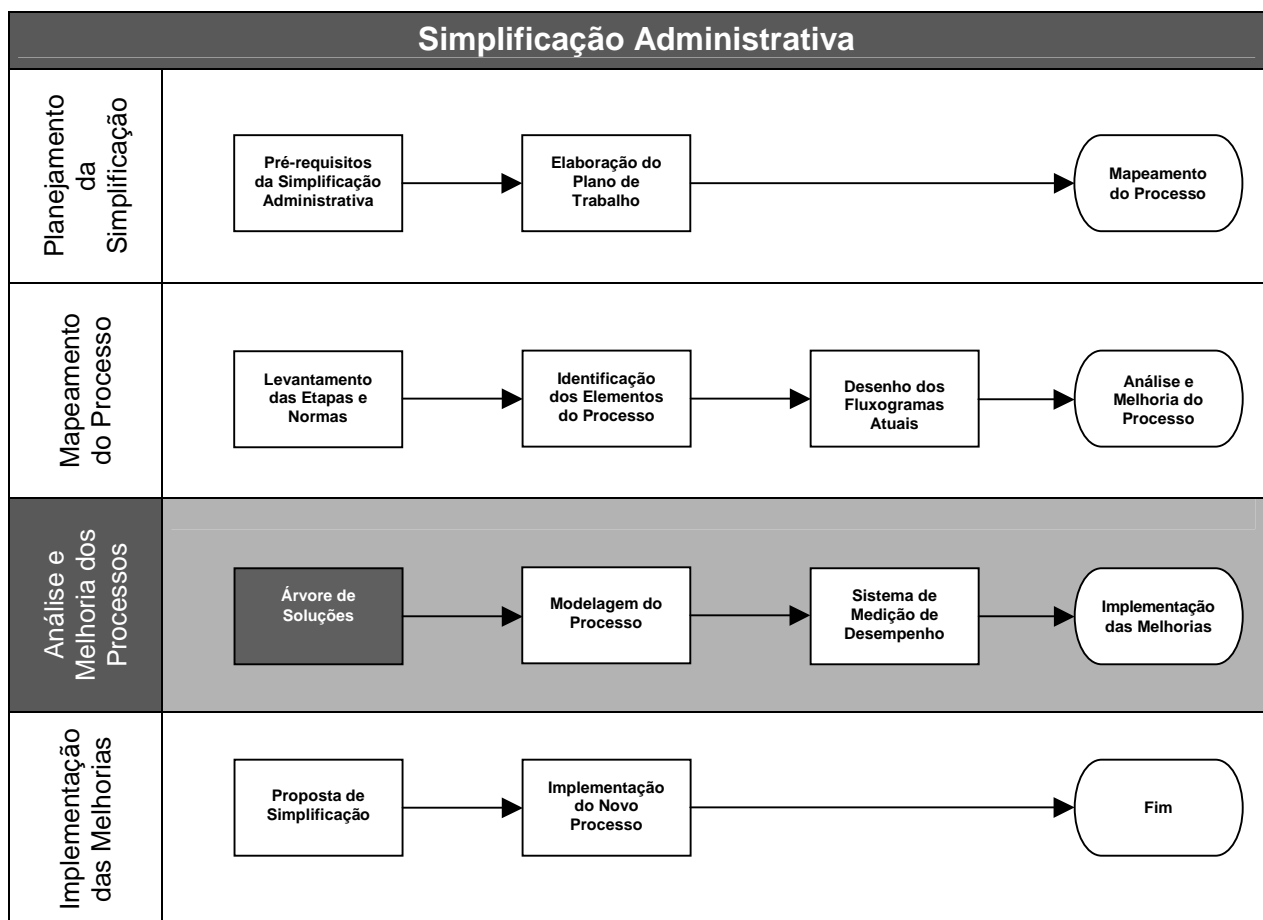 Simplificação Administrativa
Planejamento
da
Simplificação
Pré-requisitos
da Simplificação
Administrativa
Elaboração do
Plano de
Trabalho
Mapeamento
do Processo
Mapeamento
do Processo
Levantamento
das Etapas e
Normas
Identificação
dos Elementos
do Processo
Desenho dos
Fluxogramas
Atuais
Análise e
Melhoria do
Processo
Análise e
Melhoria dos
Processos
Árvore de
Soluções
Modelagem do
Processo
Sistema de
Medição de
Desempenho
Implementação
das Melhorias
Implementação
das Melhorias
Proposta de
Simplificação
Implementação
do Novo
Processo
Fim